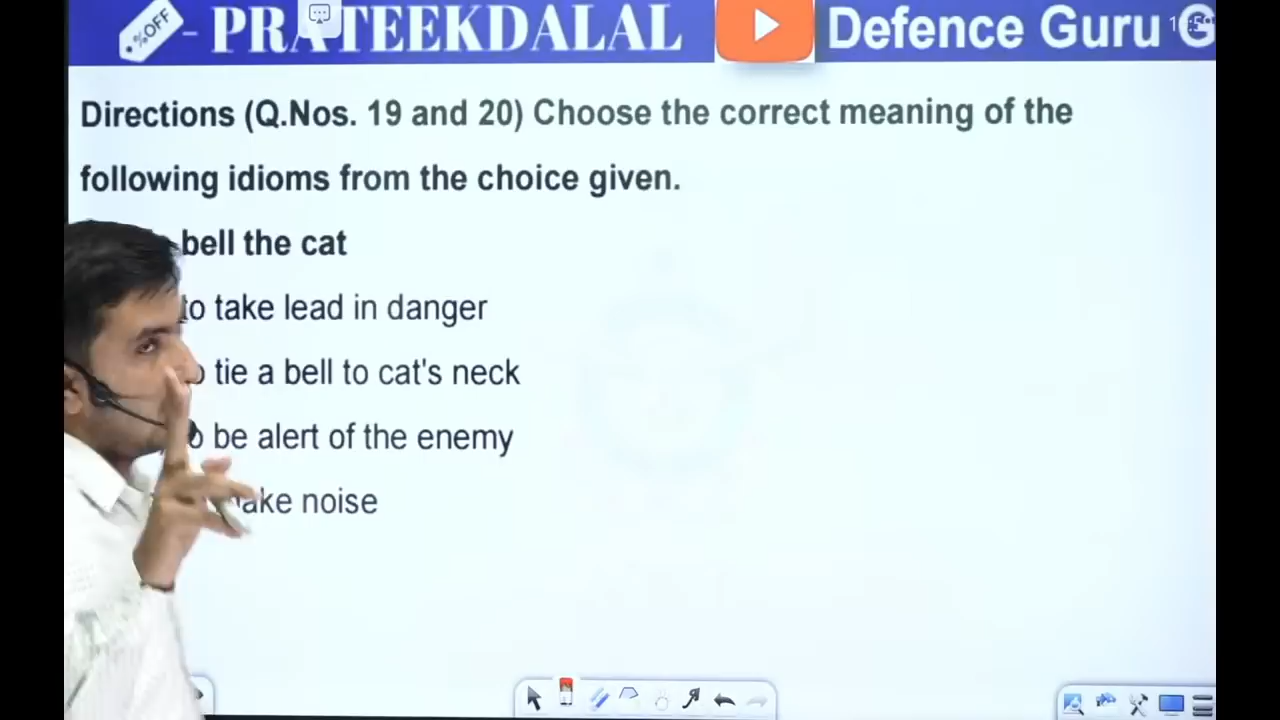 %OFF - PRATEEKDALAL Defence Guru G
Directions (Q.Nos. 19 and 20) Choose the correct meaning of the
following idioms from the choice given.
bell the cat
to take lead in danger
tie a bell to cat's neck
be alert of the enemy
noise